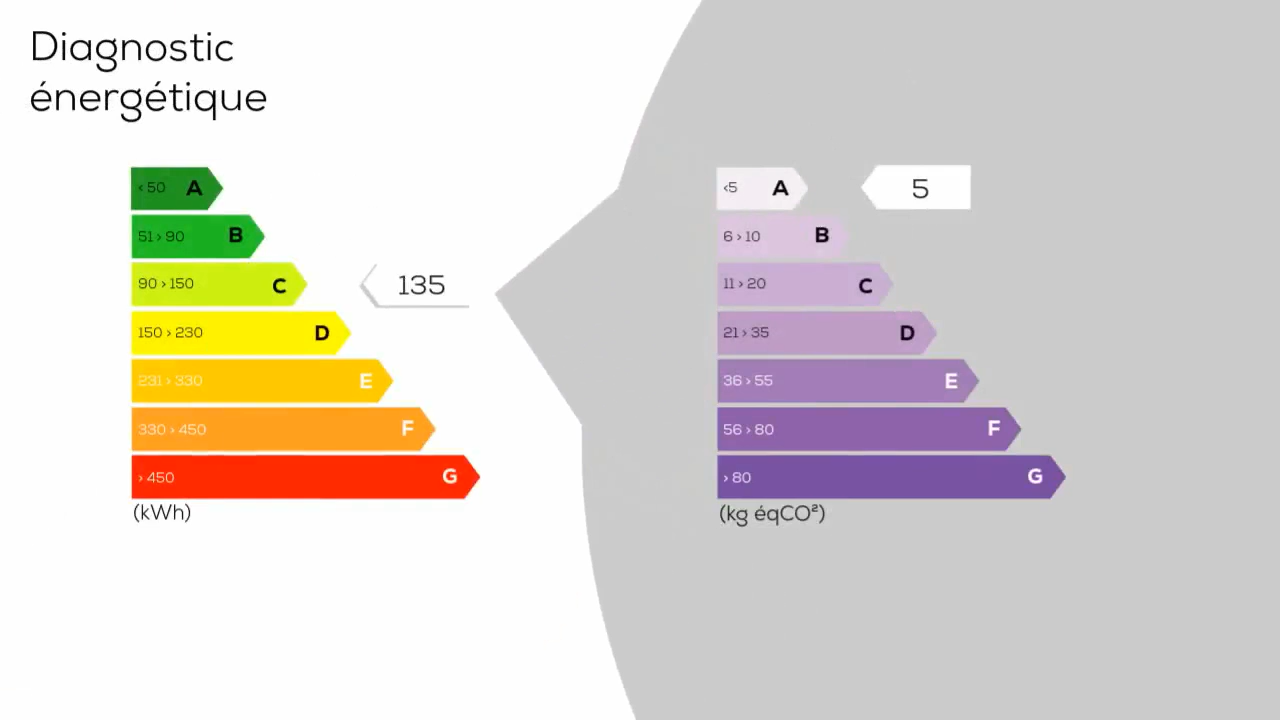 Diagnostic
énergétique
< 50 A
51 > 90 B
90 > 150 C
135
150 > 230 D
231 > 330 E
330 > 450 F
> 450 G
(kWh)
<5 A
5
6 > 10 B
11 > 20 C
21 > 35 D
36 > 55 E
56 > 80 F
> 80 G
(kg éqCO²)